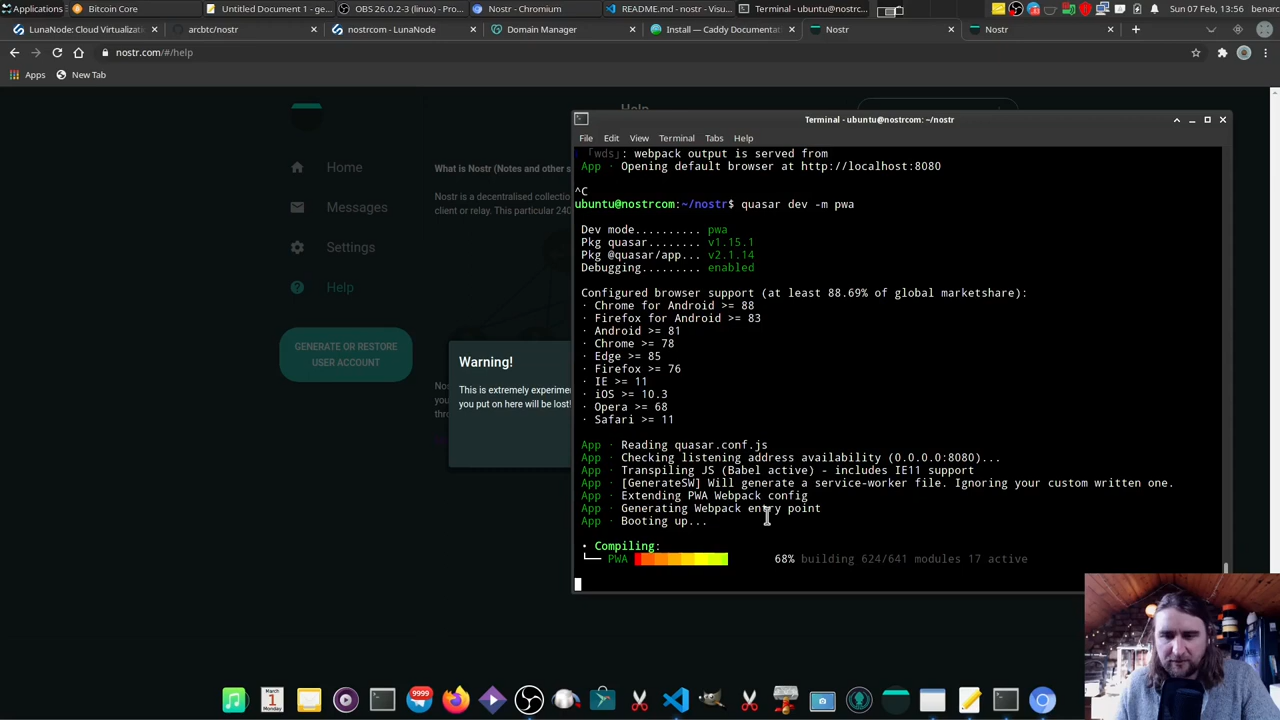 Applications
Bitcoin Core
Untitled Document 1 - ge...
OBS 26.0.2-3 (linux) - Pro...
Nostr - Chromium
README.md - nostr - Visu...
Terminal - ubuntu@nostrc...
Sun 07 Feb, 13:56
benarc
LunaNode: Cloud Virtualizati
arcbtc/nostr
nostrcom - LunaNode
Domain Manager
Install — Caddy Documentat
Nostr
Nostr
nostr.com/#/help
Apps
New Tab
Help
Home
Messages
Settings
Help
GENERATE OR RESTORE
USER ACCOUNT
What is Nostr (Notes and other s
Nostr is a decentralised collectio
client or relay. This particular 240
Warning!
This is extremely experime
you put on here will be lost!
Terminal - ubuntu@nostrcom: ~/nostr
File Edit View Terminal Tabs Help
｢wds｣: webpack output is served from
App · Opening default browser at http://localhost:8080
^C
ubuntu@nostrcom:~/nostr$ quasar dev -m pwa
Dev mode.......... pwa
Pkg quasar........ v1.15.1
Pkg @quasar/app... v2.1.14
Debugging......... enabled
Configured browser support (at least 88.69% of global marketshare):
· Chrome for Android >= 88
· Firefox for Android >= 83
· Android >= 81
· Chrome >= 78
· Edge >= 85
· Firefox >= 76
· IE >= 11
· iOS >= 10.3
· Opera >= 68
· Safari >= 11
App · Reading quasar.conf.js
App · Checking listening address availability (0.0.0.0:8080)...
App · Transpiling JS (Babel active) - includes IE11 support
App · [GenerateSW] Will generate a service-worker file. Ignoring your custom written one.
App · Extending PWA Webpack config
App · Generating Webpack entry point
App · Booting up...
• Compiling:
└── PWA 68% building 624/641 modules 17 active
March
1
Monday
9999